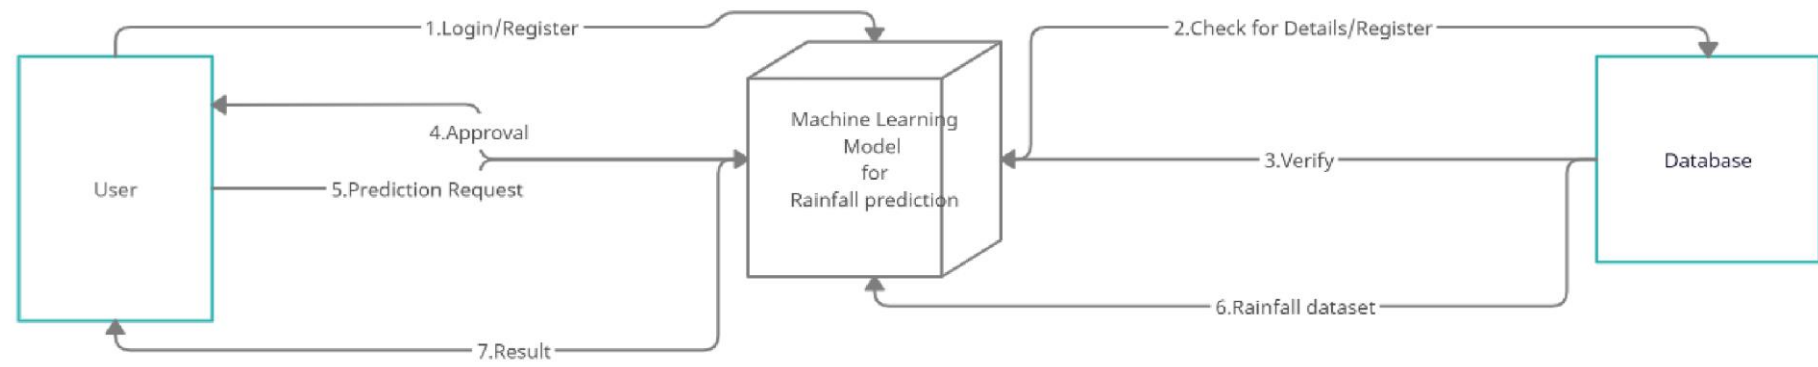 1.Login/Register
2.Check for Details/Register
4.Approval
5.Prediction Request
User
Machine Learning
Model
for
Rainfall prediction
3.Verify
Database
6.Rainfall dataset
7.Result